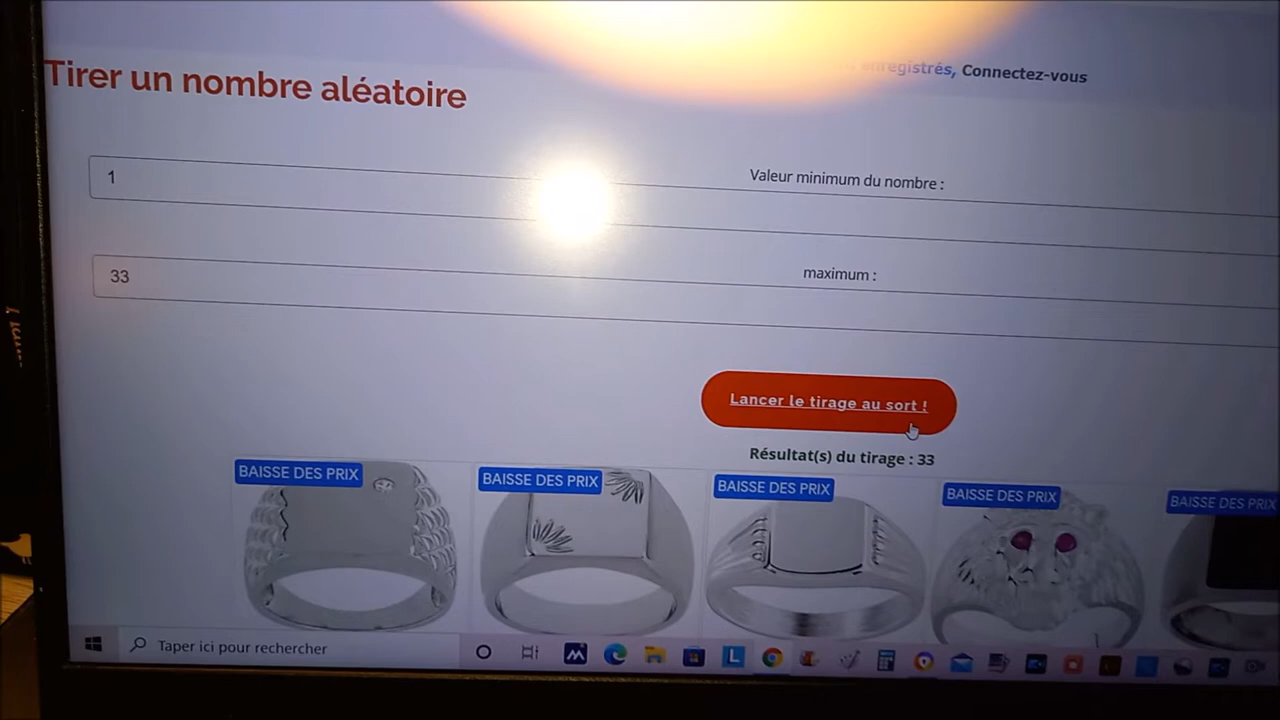 enregistrés, Connectez-vous
Tirer un nombre aléatoire
1
Valeur minimum du nombre :
33
maximum :
Lancer le tirage au sort !
Résultat(s) du tirage : 33
BAISSE DES PRIX
BAISSE DES PRIX
BAISSE DES PRIX
BAISSE DES PRIX
BAISSE DES PRIX
Taper ici pour rechercher
L